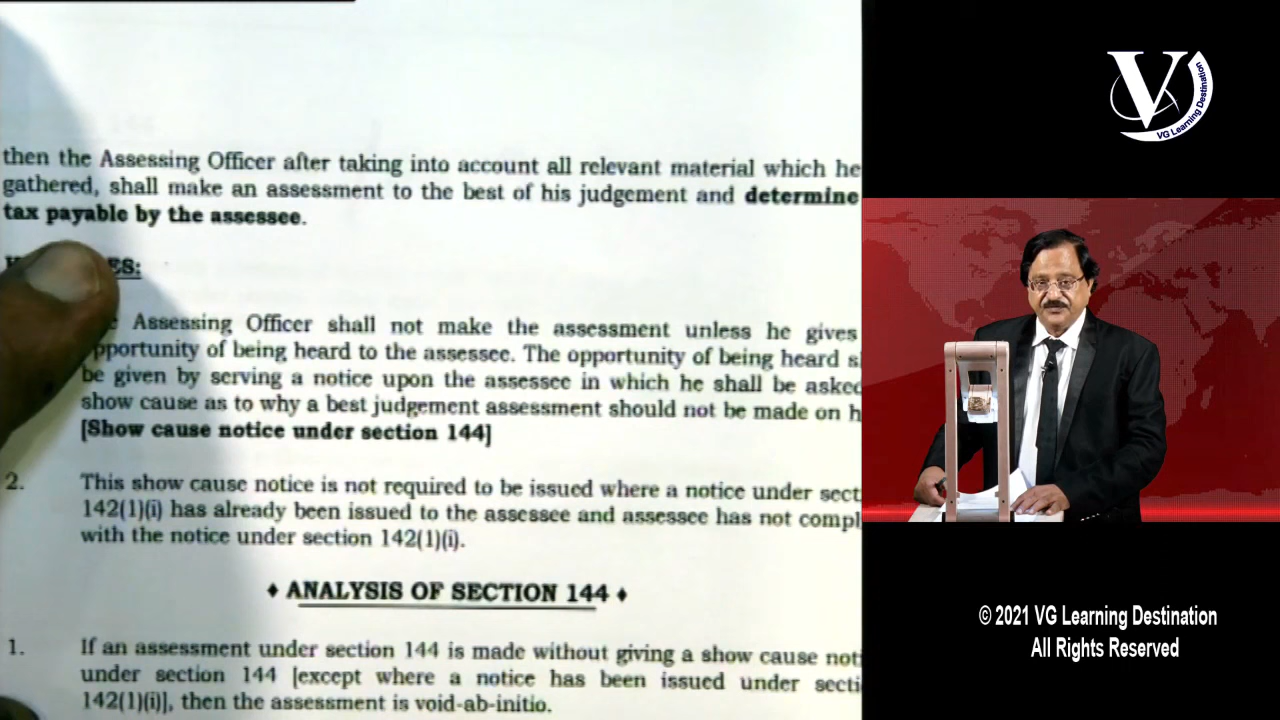 then the Assessing Officer after taking into account all relevant material which he
gathered, shall make an assessment to the best of his judgement and determine
tax payable by the assessee.
ES:
Assessing Officer shall not make the assessment unless he gives
opportunity of being heard to the assessee. The opportunity of being heard s
be given by serving a notice upon the assessee in which he shall be asked
show cause as to why a best judgement assessment should not be made on h
[Show cause notice under section 144]
2. This show cause notice is not required to be issued where a notice under sect
142(1)(i) has already been issued to the assessee and assessee has not compl
with the notice under section 142(1)(i).
♦ ANALYSIS OF SECTION 144 ♦
1. If an assessment under section 144 is made without giving a show cause not
under section 144 [except where a notice has been issued under secti
142(1)(i)], then the assessment is void-ab-initio.
V
VG Learning Destination
© 2021 VG Learning Destination
All Rights Reserved